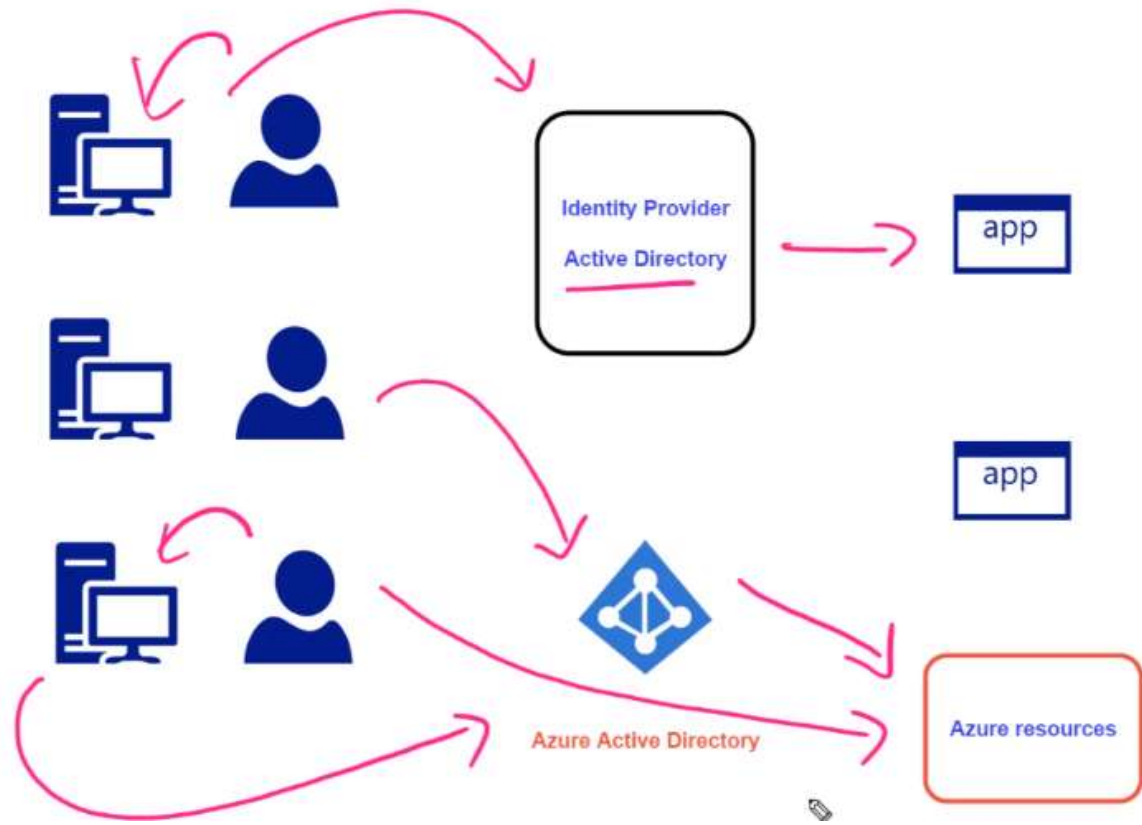 Identity Provider
Active Directory
app
app
Azure Active Directory
Azure resources